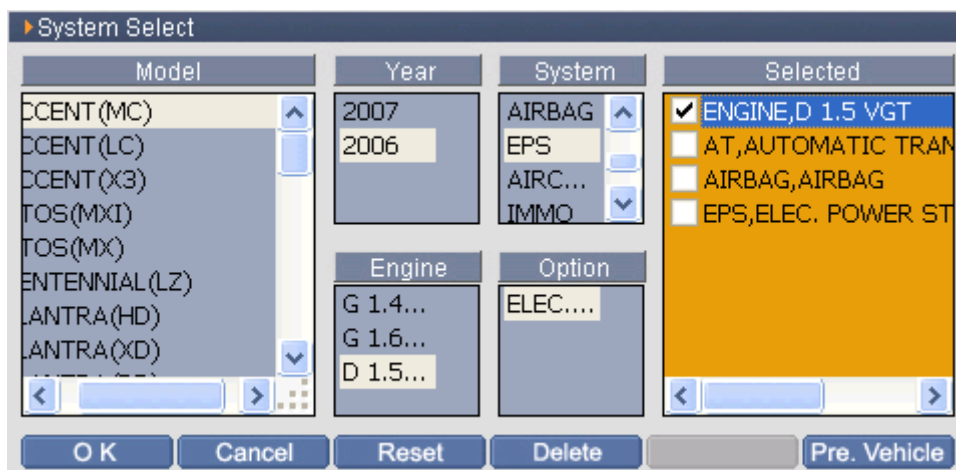 System Select
Model
CCENT(MC)
CCENT(LC)
CCENT(X3)
TOS(MXI)
TOS(MX)
ENTENNIAL(LZ)
LANTRA(HD)
LANTRA(XD)
Year
2007
2006
System
AIRBAG
EPS
AIRC...
IMMO
Engine
G 1.4...
G 1.6...
D 1.5...
Option
ELEC....
Selected
ENGINE,D 1.5 VGT
AT,AUTOMATIC TRAN
AIRBAG,AIRBAG
EPS,ELEC. POWER ST
O K
Cancel
Reset
Delete
Pre. Vehicle